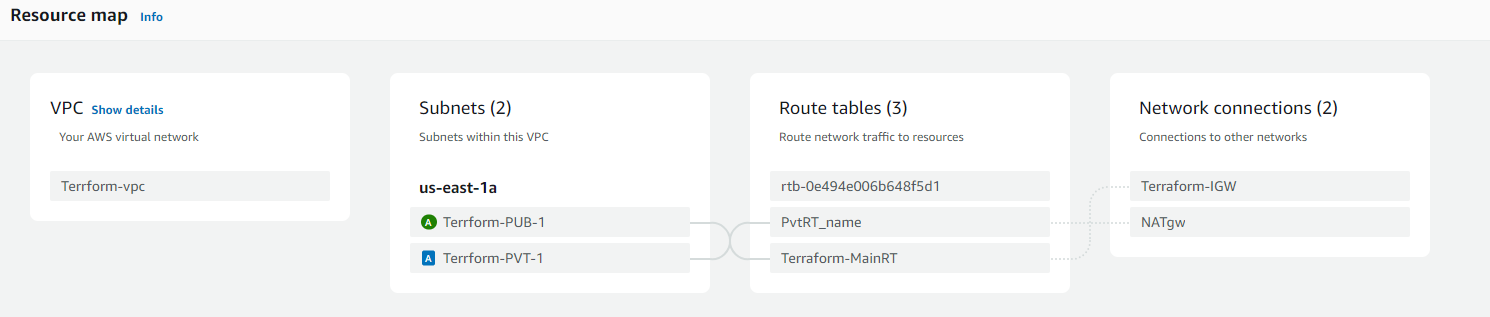 Resource map Info
VPC Show details
Your AWS virtual network
Terrform-vpc
Subnets (2)
Subnets within this VPC
us-east-1a
A Terrform-PUB-1
A Terrform-PVT-1
Route tables (3)
Route network traffic to resources
rtb-0e494e006b648f5d1
PvtRT_name
Terraform-MainRT
Network connections (2)
Connections to other networks
Terraform-IGW
NATgw